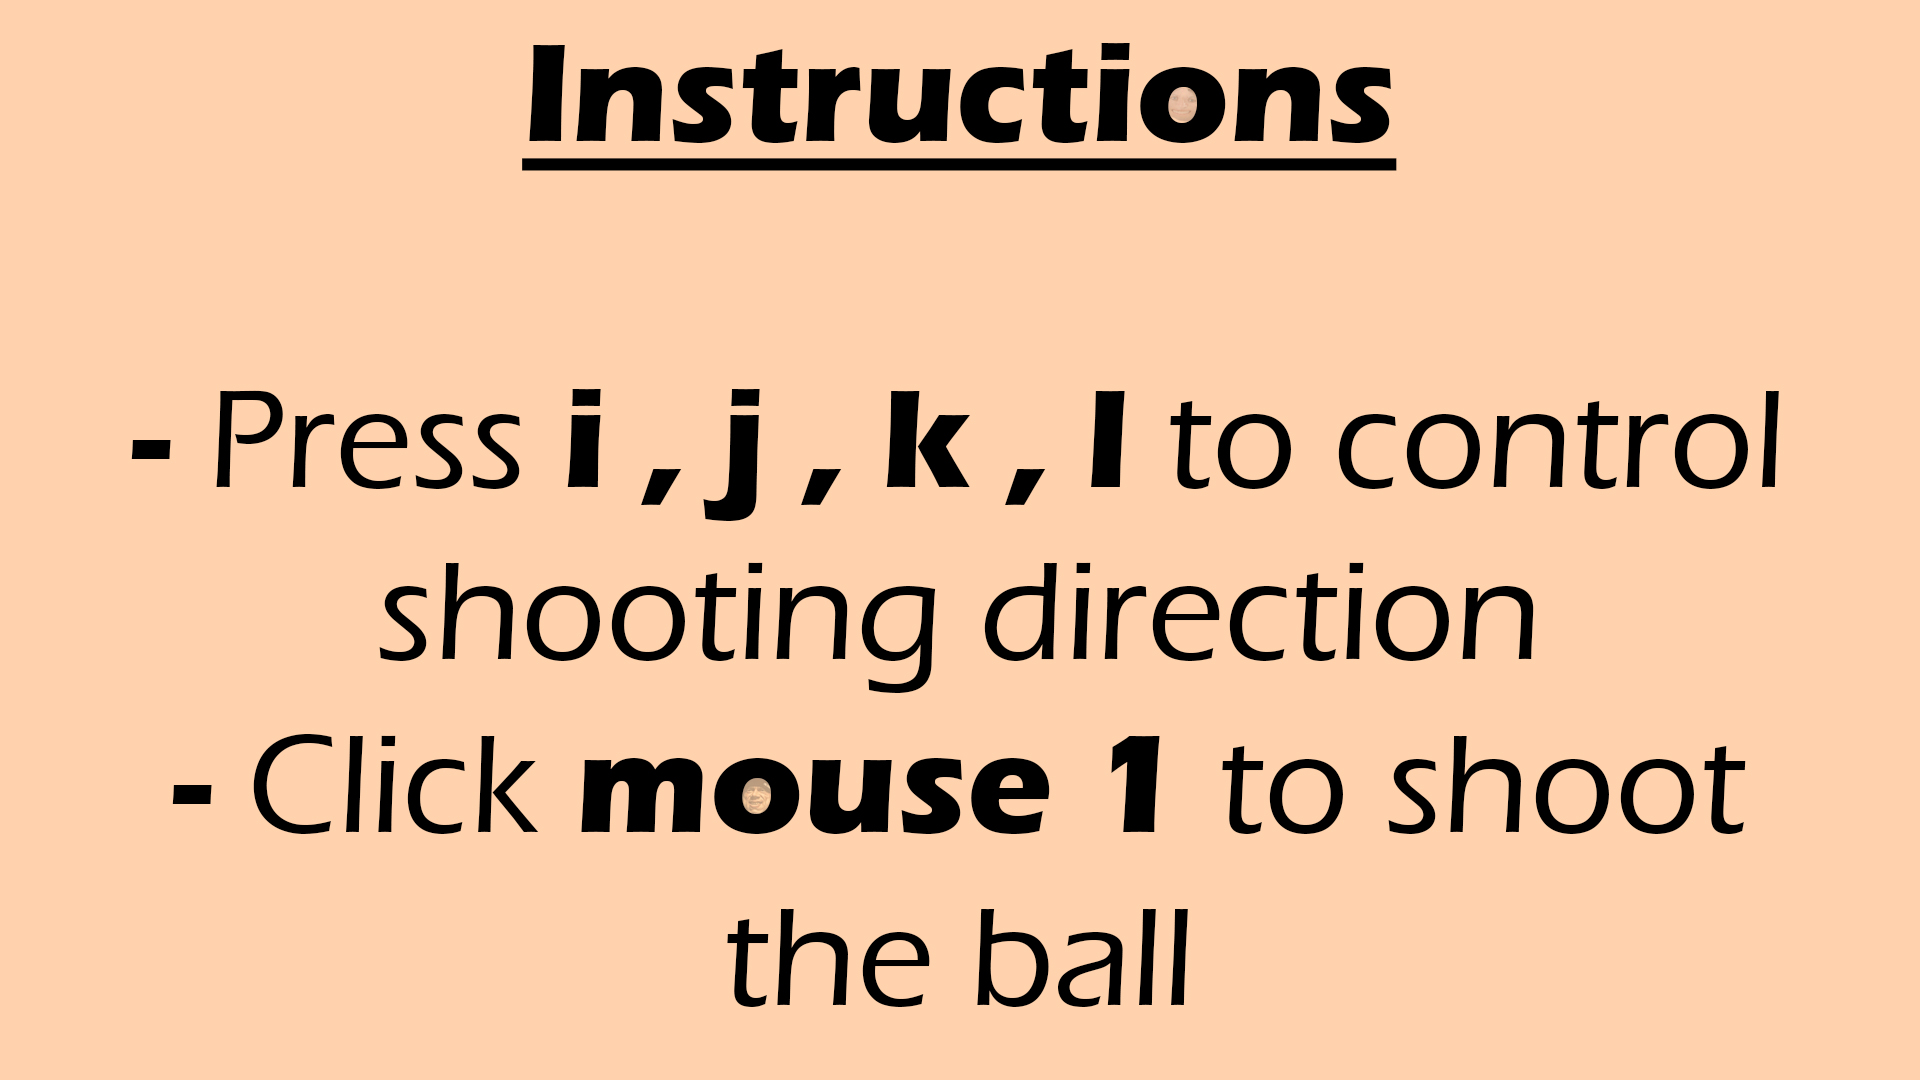 Instructions
- Press i , j , k , l to control
shooting direction
- Click mouse 1 to shoot
the ball